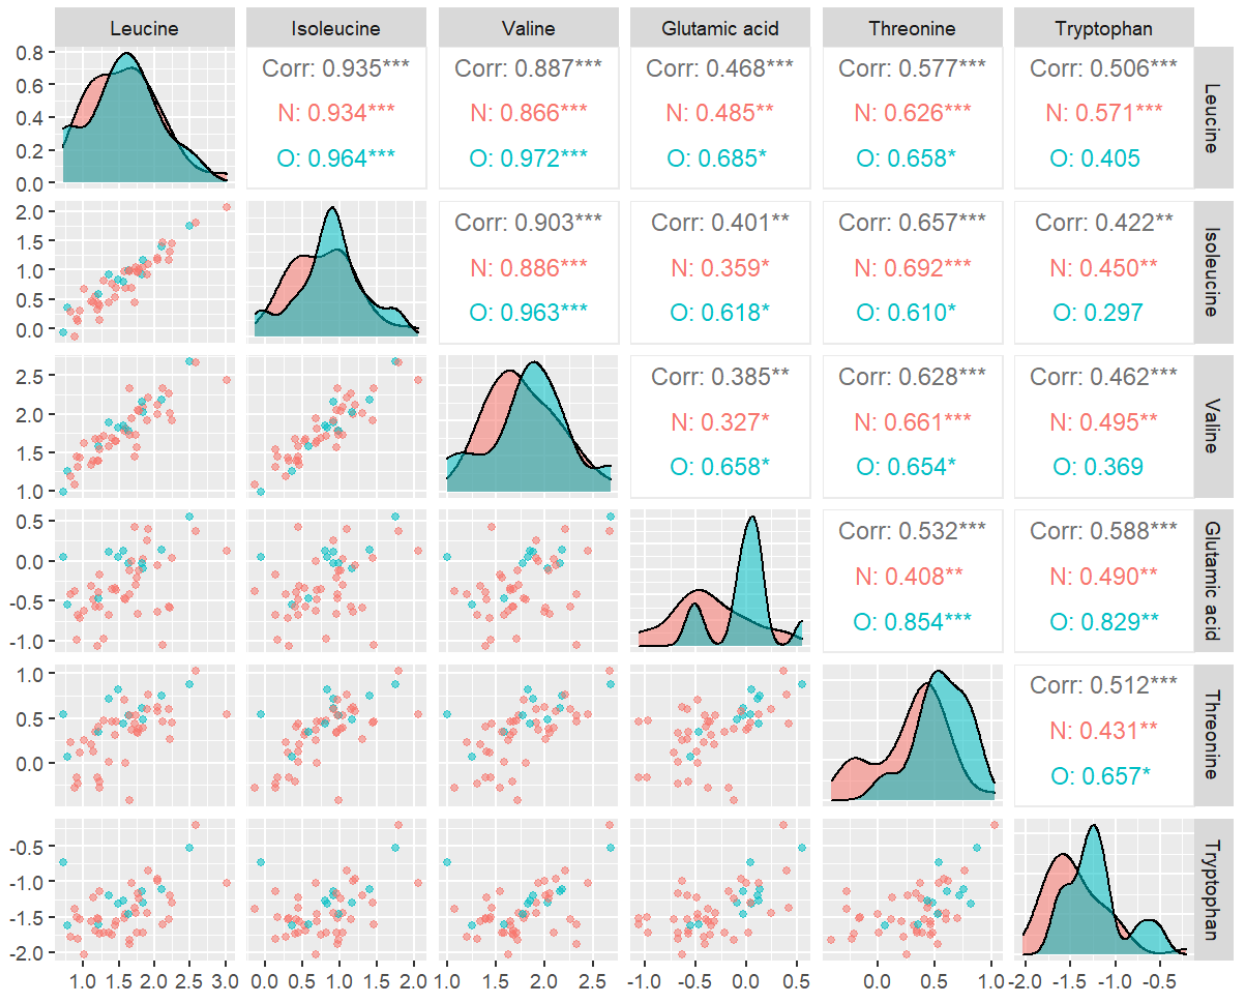 Leucine Isoleucine Valine Glutamic acid Threonine Tryptophan
0.8
0.6
0.4
0.2
0.0
Corr: 0.935***
N: 0.934***
O: 0.964***
Corr: 0.887***
N: 0.866***
O: 0.972***
Corr: 0.468***
N: 0.485**
O: 0.685*
Corr: 0.577***
N: 0.626***
O: 0.658*
Corr: 0.506***
N: 0.571***
O: 0.405
Leucine
2.0
1.5
1.0
0.5
0.0
Corr: 0.903***
N: 0.886***
O: 0.963***
Corr: 0.401**
N: 0.359*
O: 0.618*
Corr: 0.657***
N: 0.692***
O: 0.610*
Corr: 0.422**
N: 0.450**
O: 0.297
Isoleucine
2.5
2.0
1.5
1.0
Corr: 0.385**
N: 0.327*
O: 0.658*
Corr: 0.628***
N: 0.661***
O: 0.654*
Corr: 0.462***
N: 0.495**
O: 0.369
Valine
0.5
0.0
-0.5
-1.0
Corr: 0.532***
N: 0.408**
O: 0.854***
Corr: 0.588***
N: 0.490**
O: 0.829**
Glutamic acid
1.0
0.5
0.0
Corr: 0.512***
N: 0.431**
O: 0.657*
Threonine
-0.5
-1.0
-1.5
-2.0
Tryptophan
1.0 1.5 2.0 2.5 3.0 0.0 0.5 1.0 1.5 2.0 1.0 1.5 2.0 2.5 -1.0 -0.5 0.0 0.5 0.0 0.5 1.0 -2.0 -1.5 -1.0 -0.5